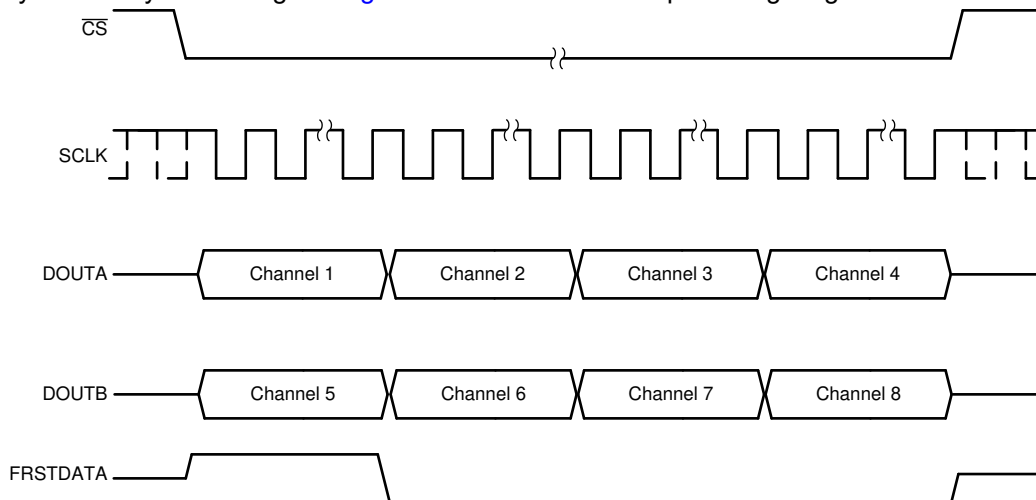 CS
SCLK
DOUTA Channel 1 Channel 2 Channel 3 Channel 4
DOUTB Channel 5 Channel 6 Channel 7 Channel 8
FRSTDATA